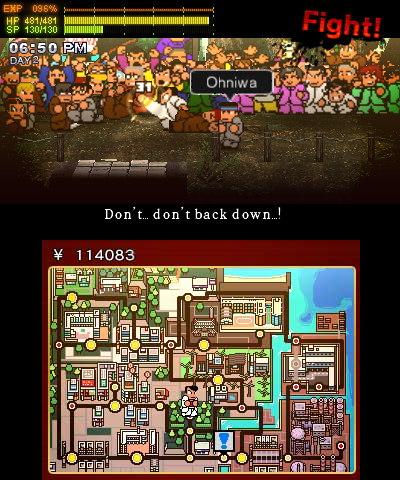 EXP 096%
HP 481/481
SP 130/130
Fight!
06:50 PM
DAY 2
31
Ohniwa
Don't... don't back down...!
¥ 114083
!